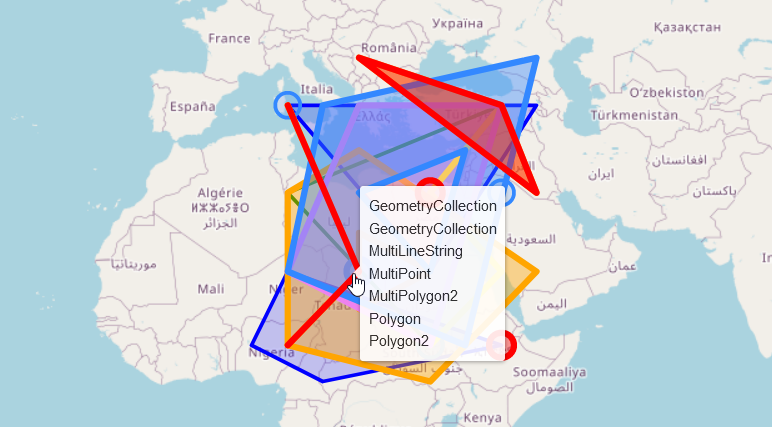 Україна
Қазақстан
France
România
Italia
O'zbekiston
España
Türkmenistan
ایران
افغانستان
پاکستان
Algérie
ⵍⵣⵣⴰⵢⴻⵔ
الجزائر
GeometryCollection
GeometryCollection
MultiLineString
MultiPoint
MultiPolygon2
Polygon
Polygon2
السعودية
عمان
موريتانيا
Mali
Niger
Tchad
اليمن
Nigeria
Soomaaliya
الصومال
Kenya